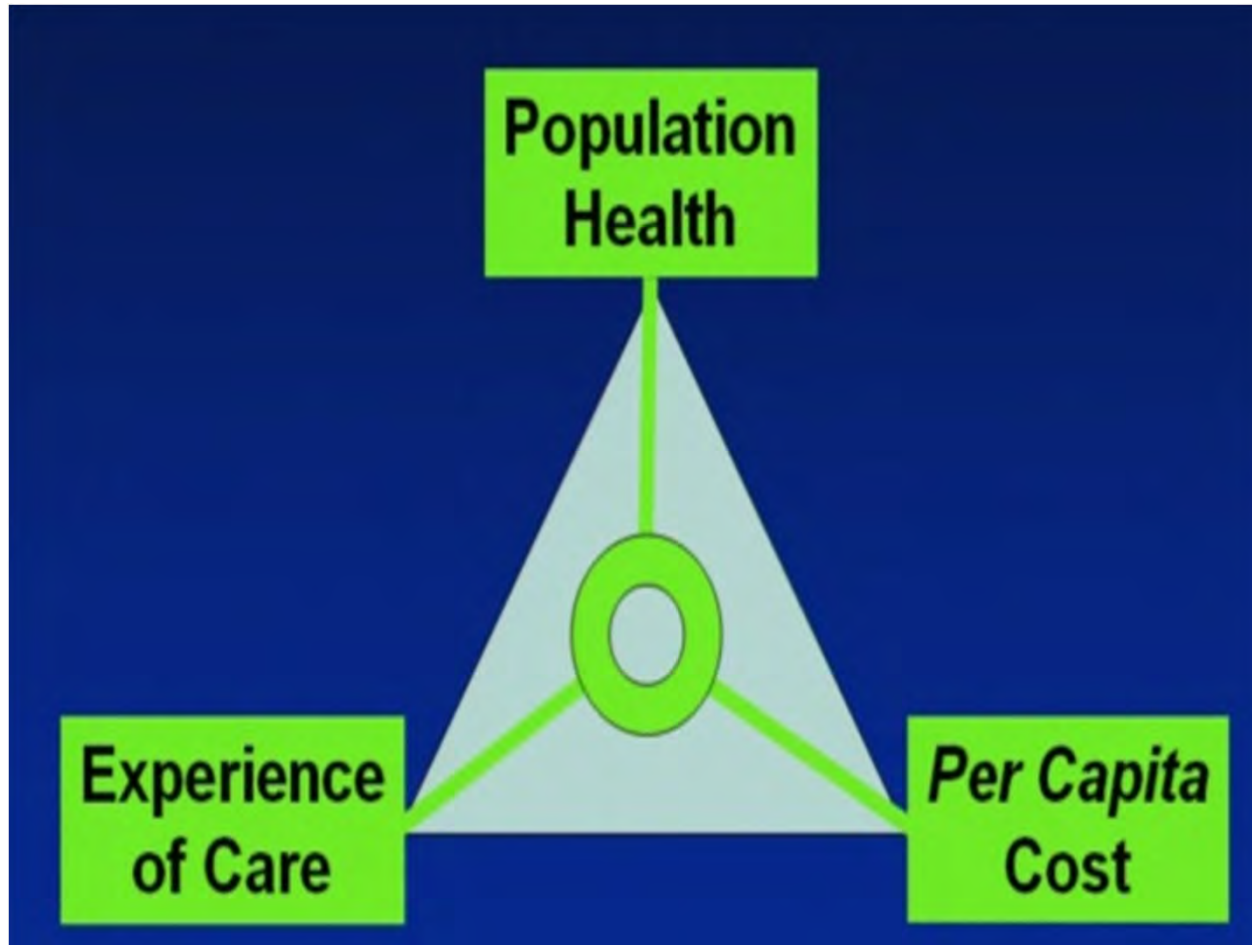 Population
Health
Experience
of Care
Per Capita
Cost